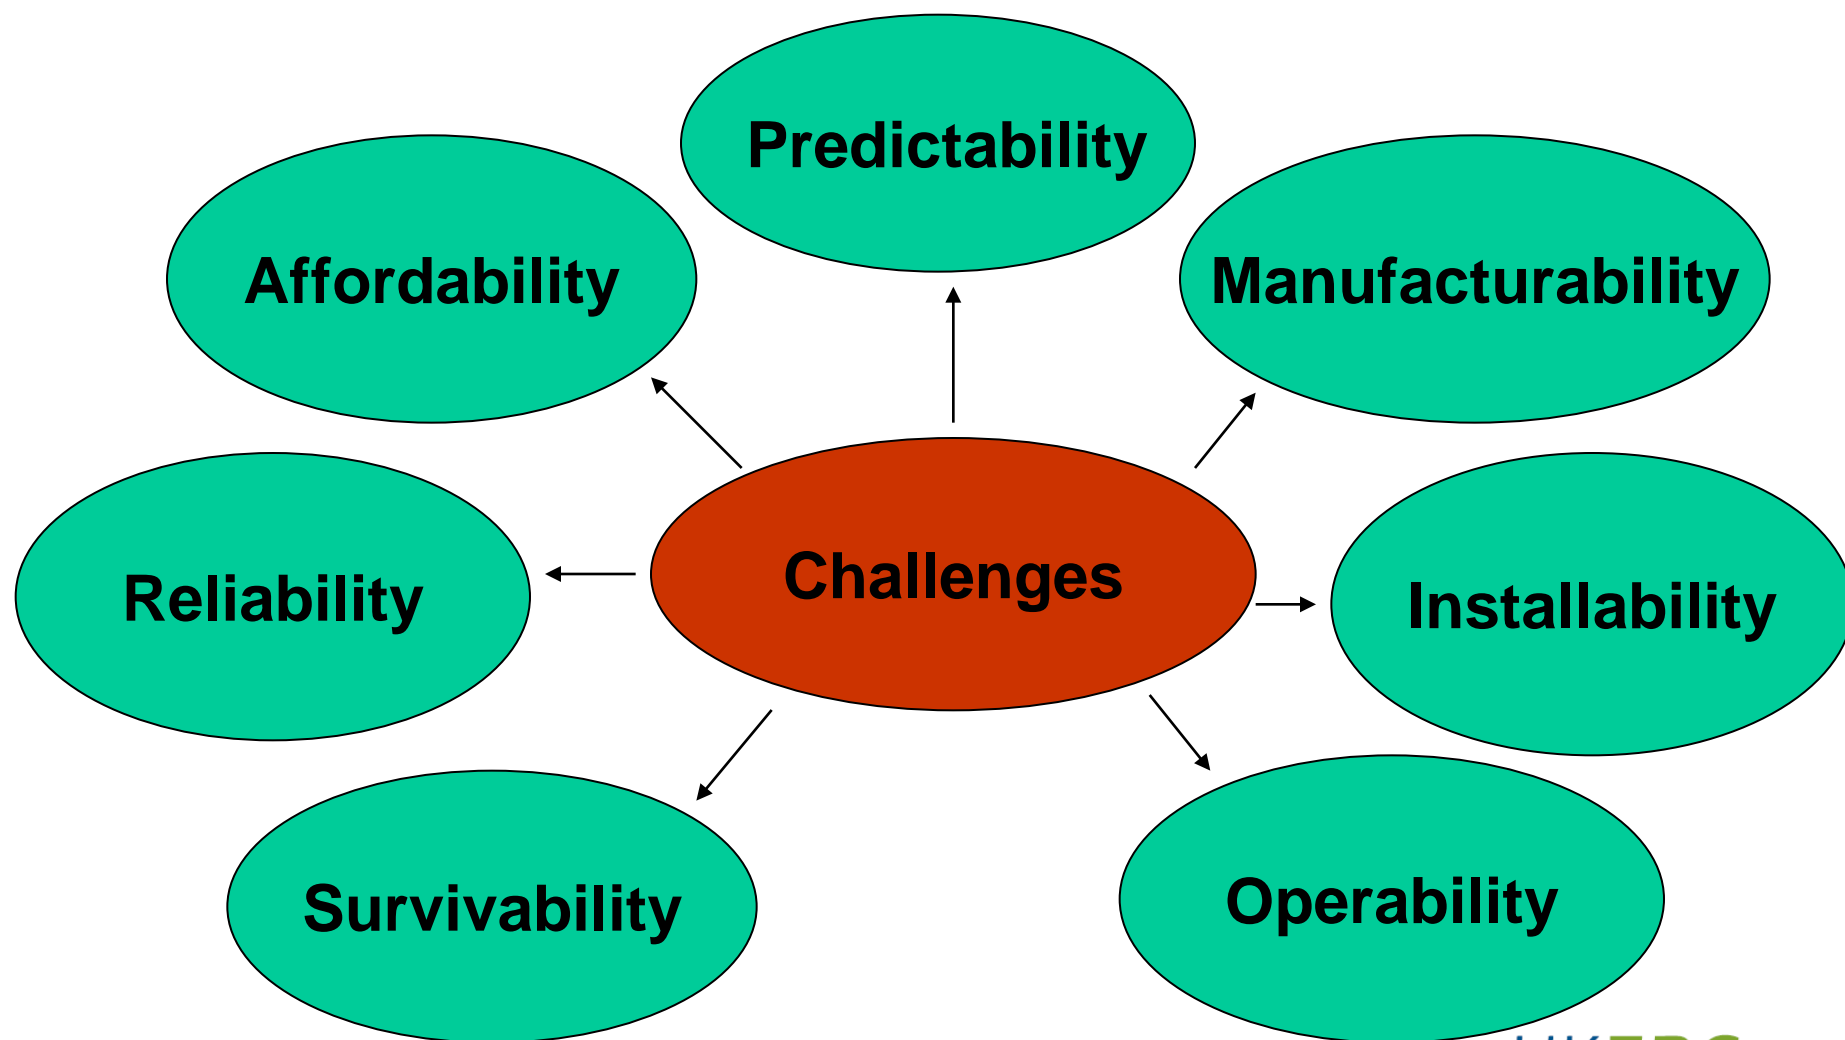 Predictability
Affordability
Manufacturability
Challenges
Reliability
Installability
Survivability
Operability